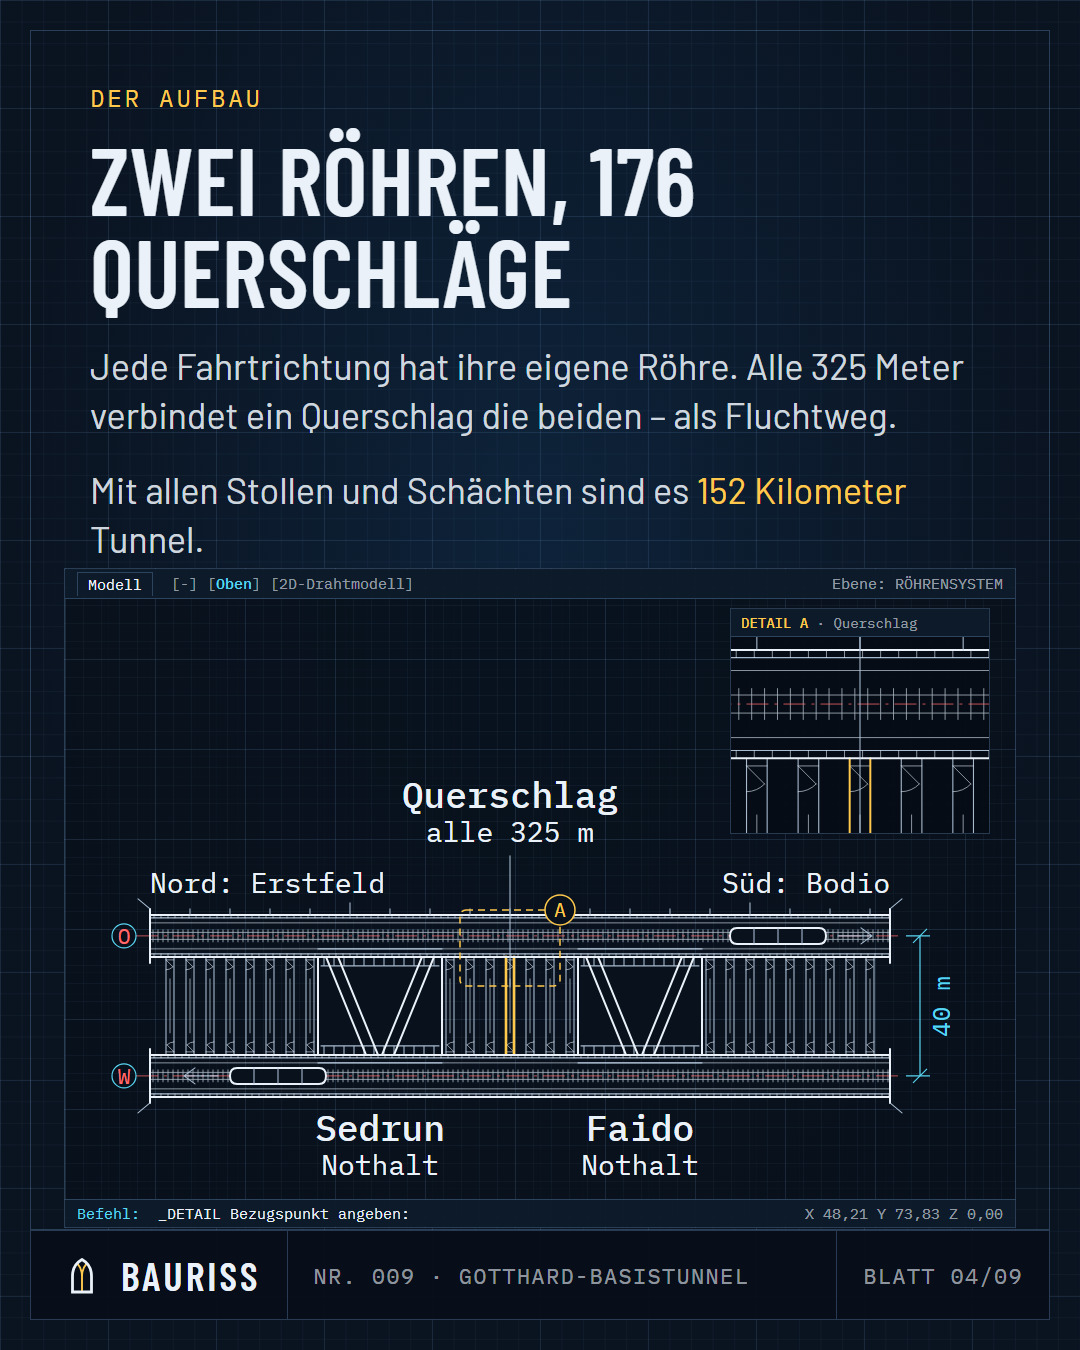 DER AUFBAU
ZWEI RÖHREN, 176
QUERSCHLÄGE
Jede Fahrtrichtung hat ihre eigene Röhre. Alle 325 Meter
verbindet ein Querschlag die beiden – als Fluchtweg.
Mit allen Stollen und Schächten sind es 152 Kilometer
Tunnel.
Modell [-] [Oben] [2D-Drahtmodell] Ebene: RÖHRENSYSTEM
DETAIL A · Querschlag
Querschlag
alle 325 m
Nord: Erstfeld
Süd: Bodio
A
O
40 m
W
Sedrun
Nothalt
Faido
Nothalt
Befehl: _DETAIL Bezugspunkt angeben: X 48,21 Y 73,83 Z 0,00
BAURISS
NR. 009 · GOTTHARD-BASISTUNNEL
BLATT 04/09